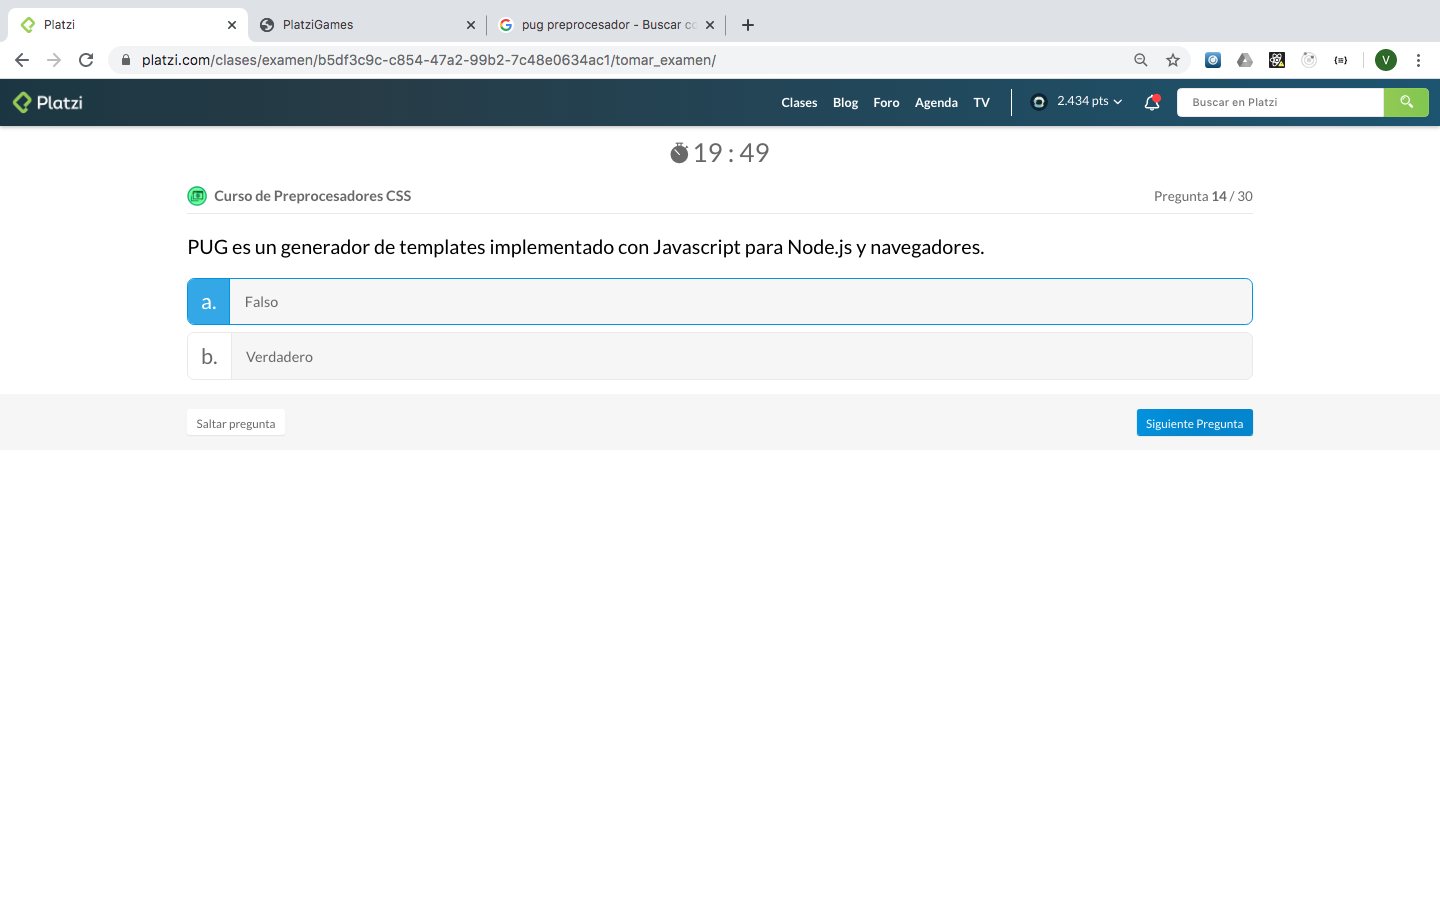 Platzi
PlatziGames
pug preprocesador - Buscar co
platzi.com/clases/examen/b5df3c9c-c854-47a2-99b2-7c48e0634ac1/tomar_examen/
V
Platzi
Clases Blog Foro Agenda TV
2.434 pts
Buscar en Platzi
19 : 49
Curso de Preprocesadores CSS
Pregunta 14 / 30
PUG es un generador de templates implementado con Javascript para Node.js y navegadores.
a. Falso
b. Verdadero
Saltar pregunta
Siguiente Pregunta